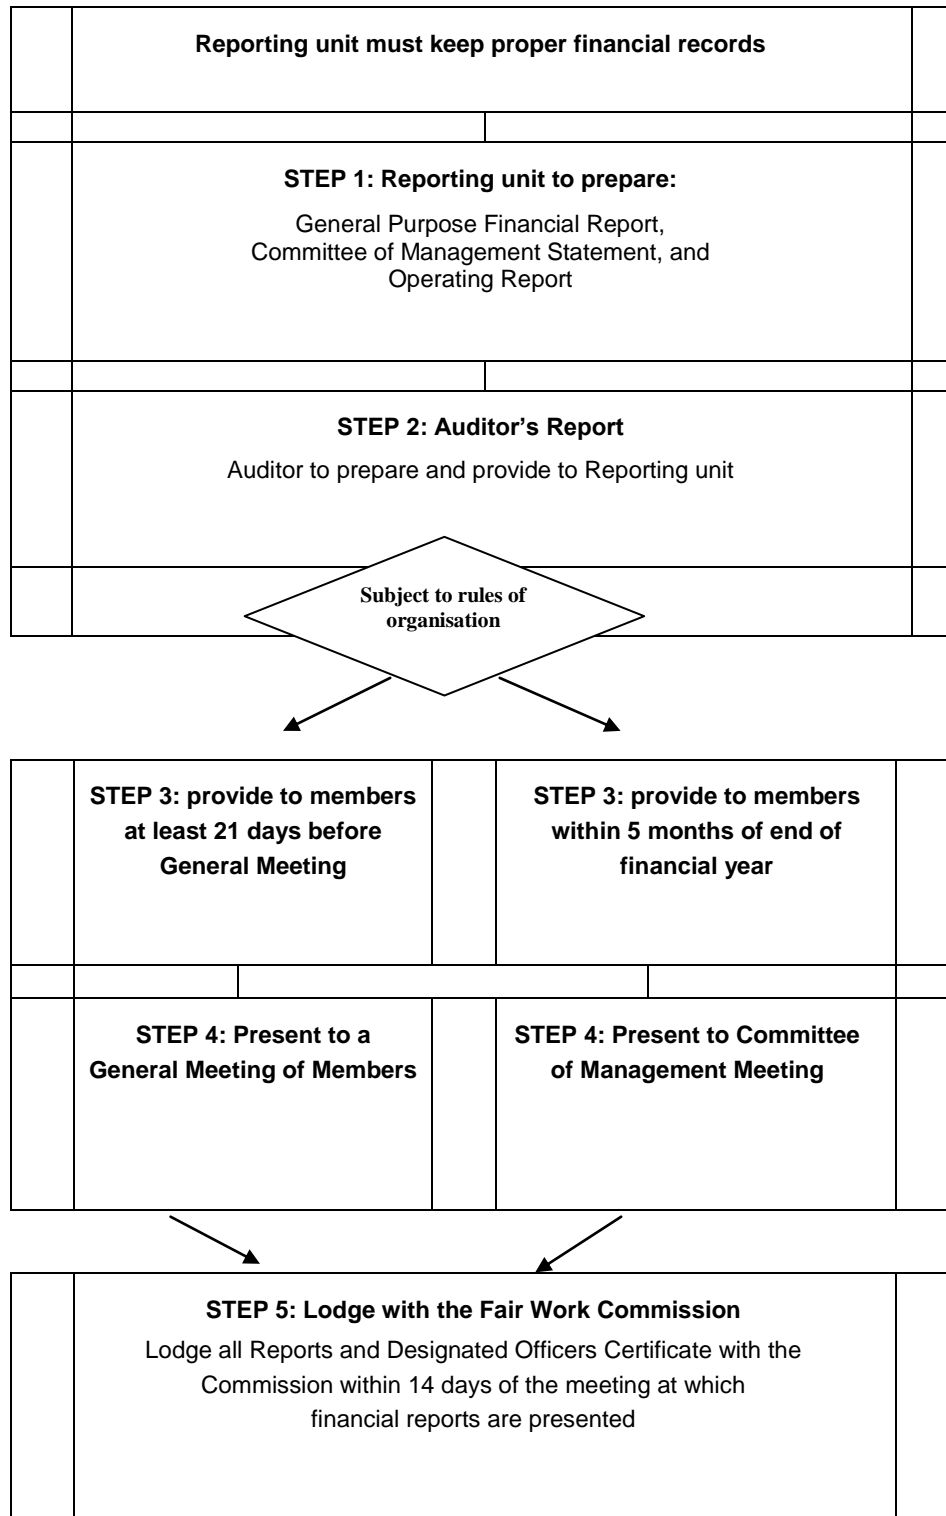 Reporting unit must keep proper financial records
STEP 1: Reporting unit to prepare:
General Purpose Financial Report,
Committee of Management Statement, and
Operating Report
STEP 2: Auditor’s Report
Auditor to prepare and provide to Reporting unit
Subject to rules of
organisation
STEP 3: provide to members
at least 21 days before
General Meeting
STEP 3: provide to members
within 5 months of end of
financial year
STEP 4: Present to a
General Meeting of Members
STEP 4: Present to Committee
of Management Meeting
STEP 5: Lodge with the Fair Work Commission
Lodge all Reports and Designated Officers Certificate with the
Commission within 14 days of the meeting at which
financial reports are presented